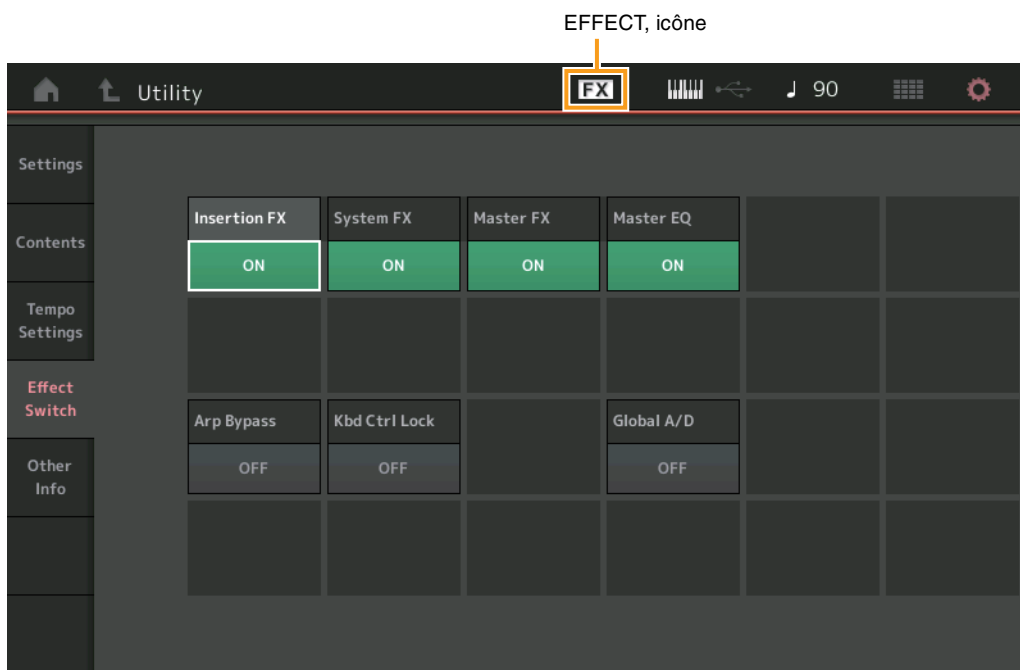 EFFECT, icône
Utility
FX
♩ 90
Settings
Contents
Tempo
Settings
Effect
Switch
Other
Info
Insertion FX
System FX
Master FX
Master EQ
ON
ON
ON
ON
Arp Bypass
Kbd Ctrl Lock
Global A/D
OFF
OFF
OFF